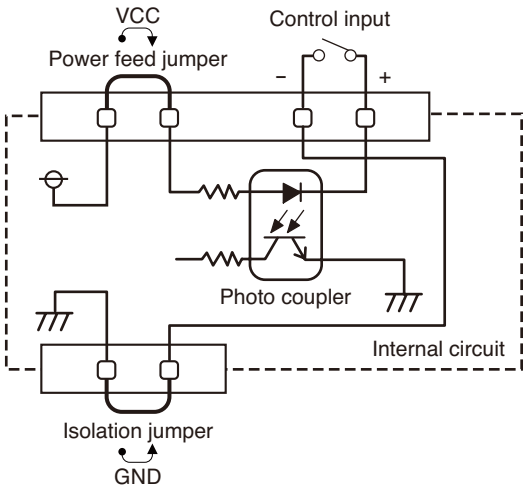 VCC
Power feed jumper
Control input
− +
Photo coupler
Internal circuit
Isolation jumper
GND